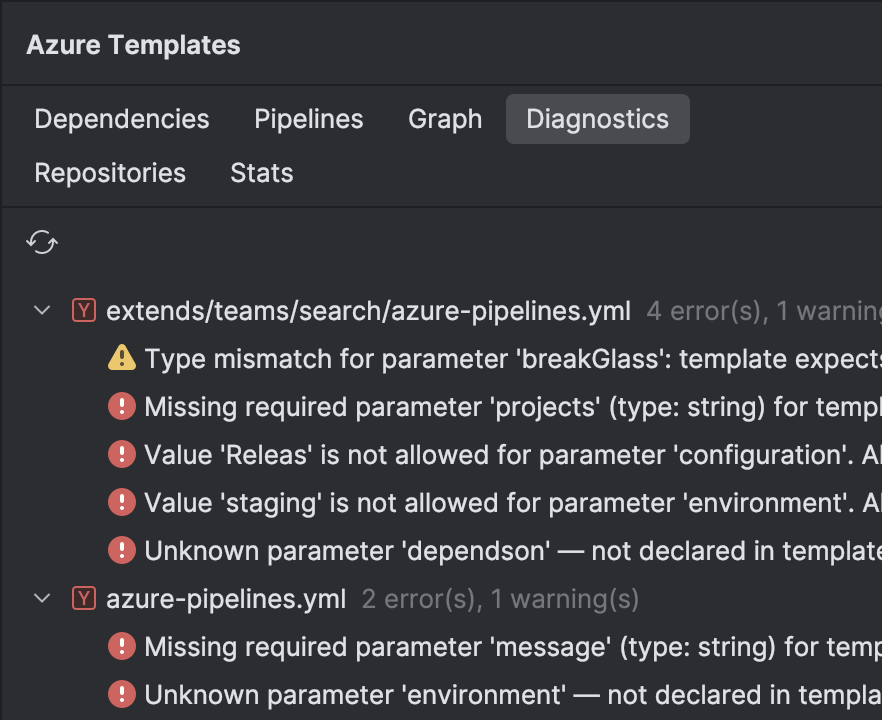 Azure Templates
Dependencies Pipelines Graph Diagnostics
Repositories Stats
Y extends/teams/search/azure-pipelines.yml 4 error(s), 1 warning
Type mismatch for parameter 'breakGlass': template expects
Missing required parameter 'projects' (type: string) for templ
Value 'Releas' is not allowed for parameter 'configuration'. Al
Value 'staging' is not allowed for parameter 'environment'. Al
Unknown parameter 'dependson' — not declared in template
Y azure-pipelines.yml 2 error(s), 1 warning(s)
Missing required parameter 'message' (type: string) for temp
Unknown parameter 'environment' — not declared in templa